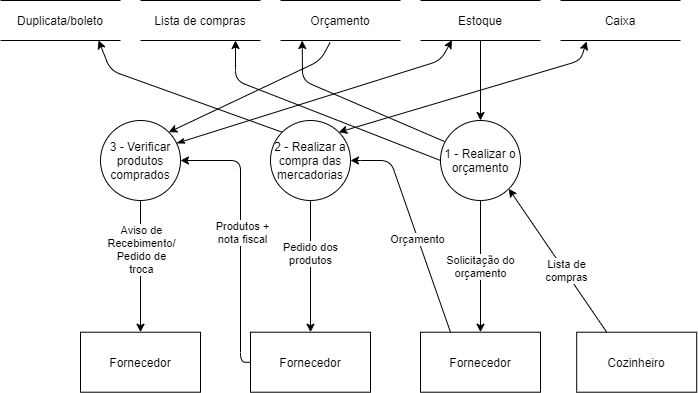 Duplicata/boleto
Lista de compras
Orçamento
Estoque
Caixa
3 - Verificar
produtos
comprados
2 - Realizar a
compra das
mercadorias
1 - Realizar o
orçamento
Aviso de
Recebimento/
Pedido de
troca
Produtos +
nota fiscal
Pedido dos
produtos
Orçamento
Solicitação do
orçamento
Lista de
compras
Fornecedor
Fornecedor
Fornecedor
Cozinheiro